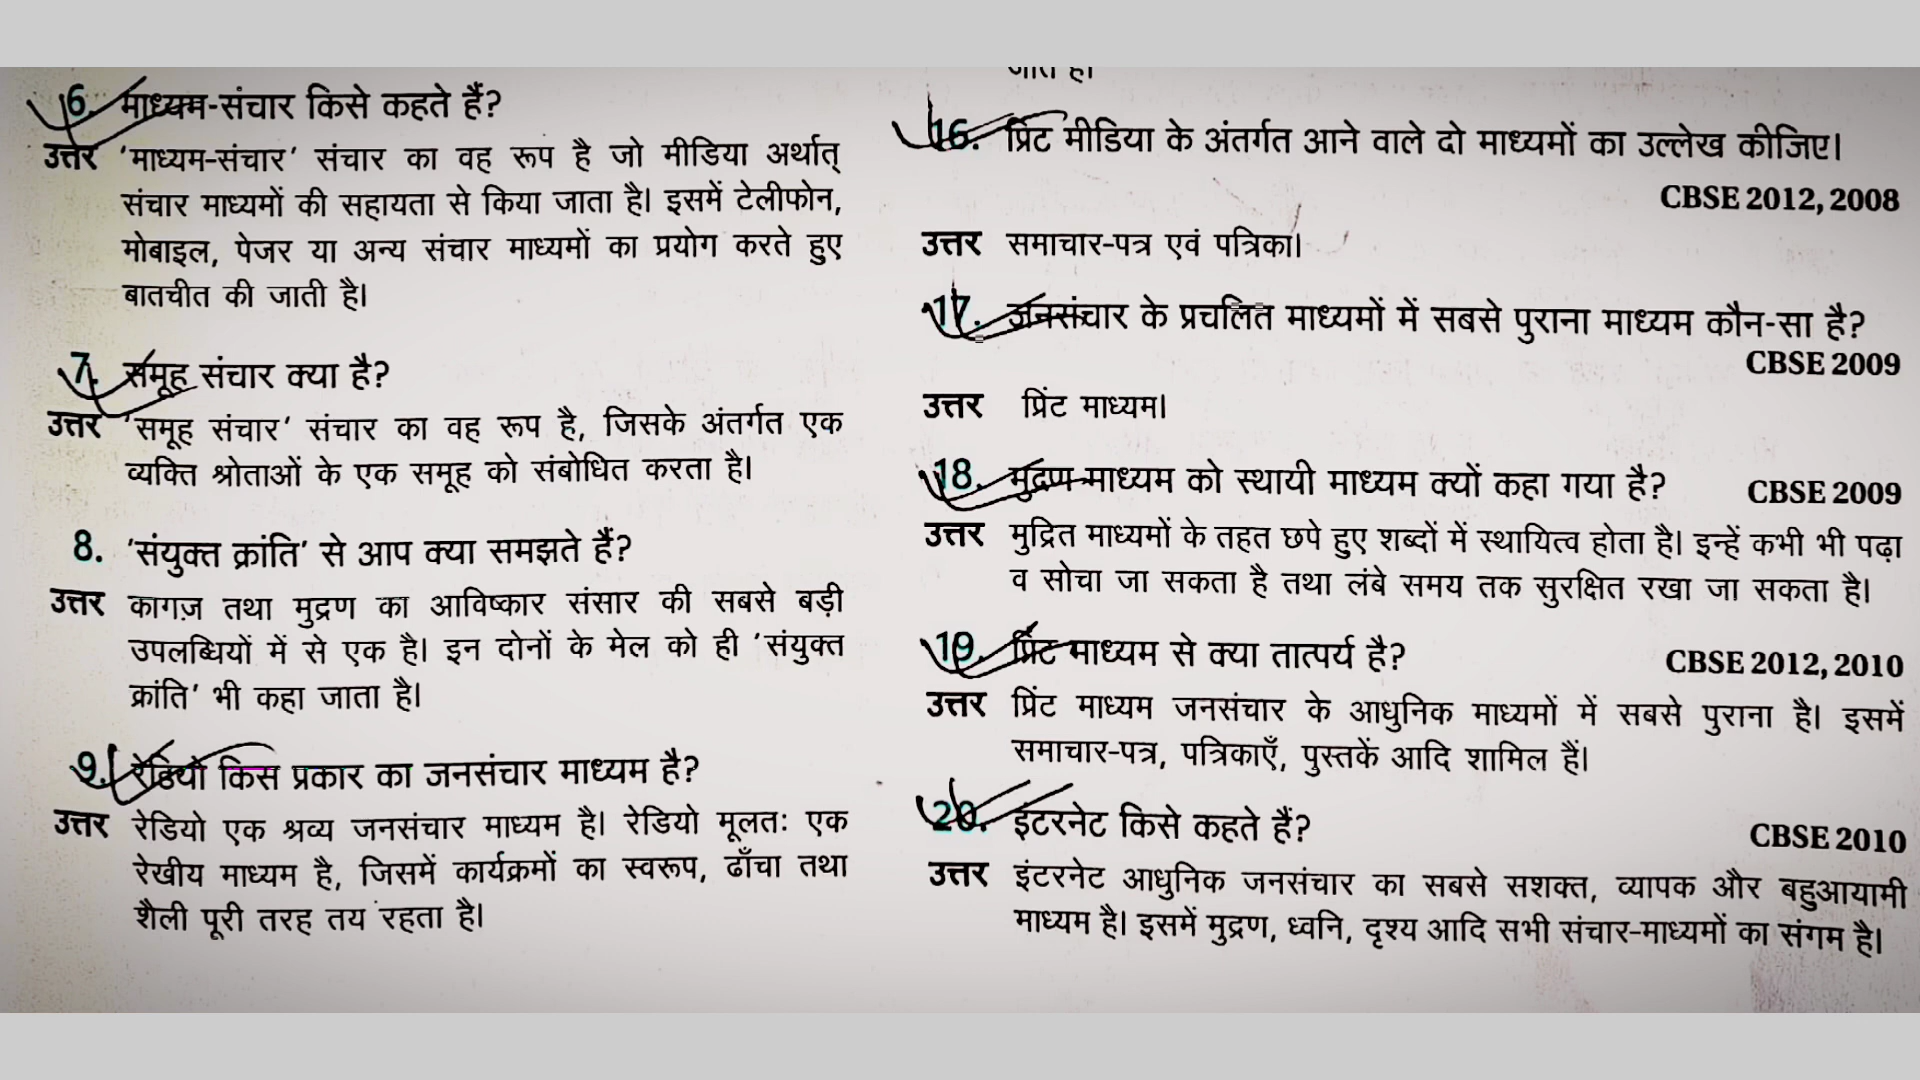 6. माध्यम-संचार किसे कहते हैं?
उत्तर 'माध्यम-संचार' संचार का वह रूप है जो मीडिया अर्थात्
संचार माध्यमों की सहायता से किया जाता है। इसमें टेलीफोन,
मोबाइल, पेजर या अन्य संचार माध्यमों का प्रयोग करते हुए
बातचीत की जाती है।
7. समूह संचार क्या है?
उत्तर 'समूह संचार' संचार का वह रूप है, जिसके अंतर्गत एक
व्यक्ति श्रोताओं के एक समूह को संबोधित करता है।
8. 'संयुक्त क्रांति' से आप क्या समझते हैं?
उत्तर कागज़ तथा मुद्रण का आविष्कार संसार की सबसे बड़ी
उपलब्धियों में से एक है। इन दोनों के मेल को ही 'संयुक्त
क्रांति' भी कहा जाता है।
9. रेडियो किस प्रकार का जनसंचार माध्यम है?
उत्तर रेडियो एक श्रव्य जनसंचार माध्यम है। रेडियो मूलतः एक
रेखीय माध्यम है, जिसमें कार्यक्रमों का स्वरूप, ढाँचा तथा
शैली पूरी तरह तय रहता है।
जाता है।
16. प्रिंट मीडिया के अंतर्गत आने वाले दो माध्यमों का उल्लेख कीजिए।
CBSE 2012, 2008
उत्तर समाचार-पत्र एवं पत्रिका।
17. जनसंचार के प्रचलित माध्यमों में सबसे पुराना माध्यम कौन-सा है?
CBSE 2009
उत्तर प्रिंट माध्यम।
18. मुद्रण माध्यम को स्थायी माध्यम क्यों कहा गया है? CBSE 2009
उत्तर मुद्रित माध्यमों के तहत छपे हुए शब्दों में स्थायित्व होता है। इन्हें कभी भी पढ़ा
व सोचा जा सकता है तथा लंबे समय तक सुरक्षित रखा जा सकता है।
19. प्रिंट माध्यम से क्या तात्पर्य है? CBSE 2012, 2010
उत्तर प्रिंट माध्यम जनसंचार के आधुनिक माध्यमों में सबसे पुराना है। इसमें
समाचार-पत्र, पत्रिकाएँ, पुस्तकें आदि शामिल हैं।
20. इंटरनेट किसे कहते हैं? CBSE 2010
उत्तर इंटरनेट आधुनिक जनसंचार का सबसे सशक्त, व्यापक और बहुआयामी
माध्यम है। इसमें मुद्रण, ध्वनि, दृश्य आदि सभी संचार-माध्यमों का संगम है।